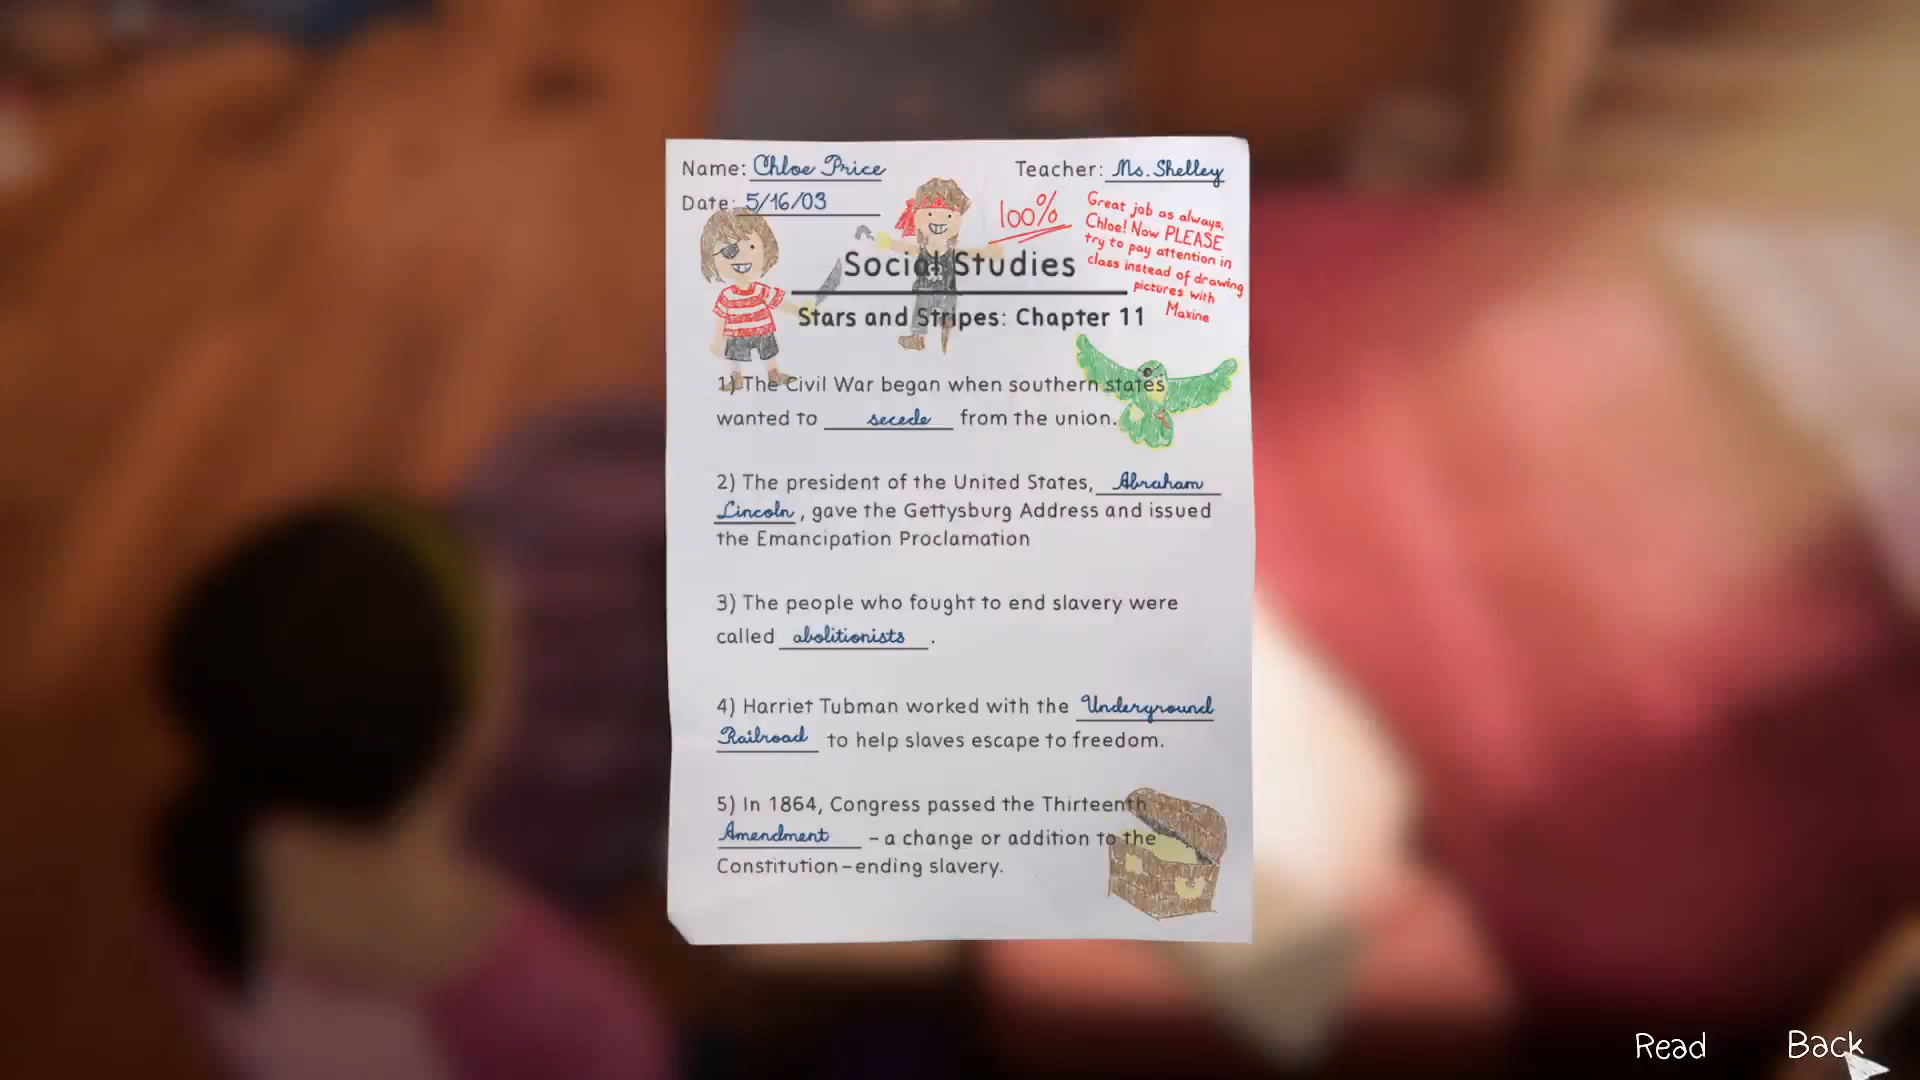 Name: Chloe Price
Teacher: Ms. Shelley
Date: 5/16/03
100%
Great job as always,
Chloe! Now PLEASE
try to pay attention in
class instead of drawing
pictures with
Maxine
Social Studies
Stars and Stripes: Chapter 11
1) The Civil War began when southern states
wanted to secede from the union.
2) The president of the United States, Abraham
Lincoln, gave the Gettysburg Address and issued
the Emancipation Proclamation
3) The people who fought to end slavery were
called abolitionists.
4) Harriet Tubman worked with the Underground
Railroad to help slaves escape to freedom.
5) In 1864, Congress passed the Thirteenth
Amendment - a change or addition to the
Constitution-ending slavery.
Read
Back